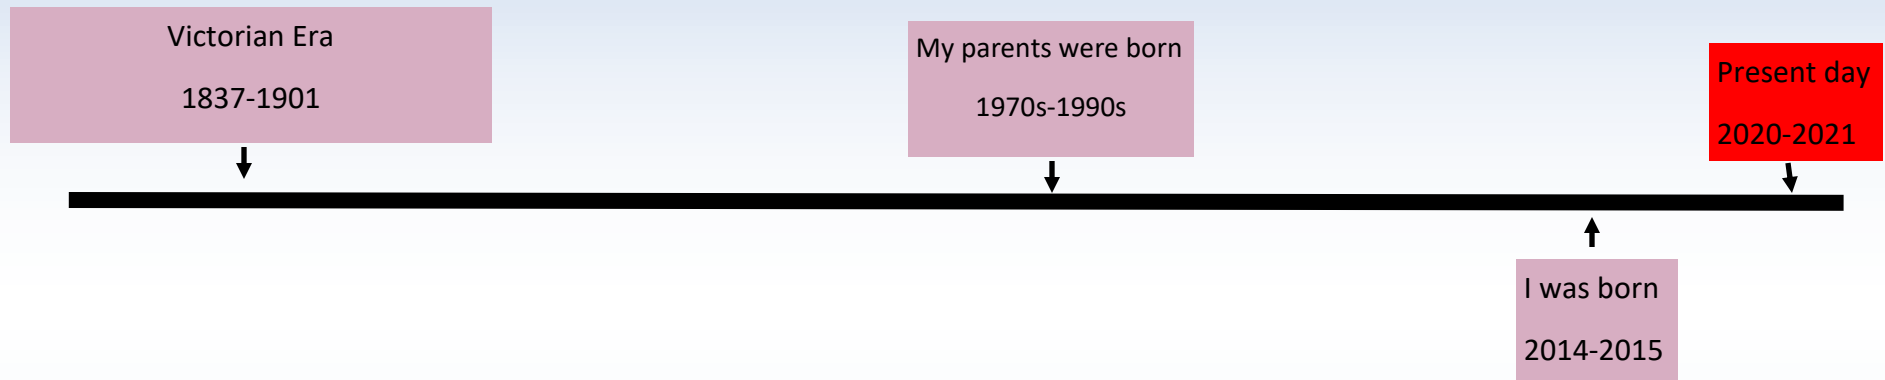 Victorian Era
1837-1901
My parents were born
1970s-1990s
Present day
2020-2021
I was born
2014-2015